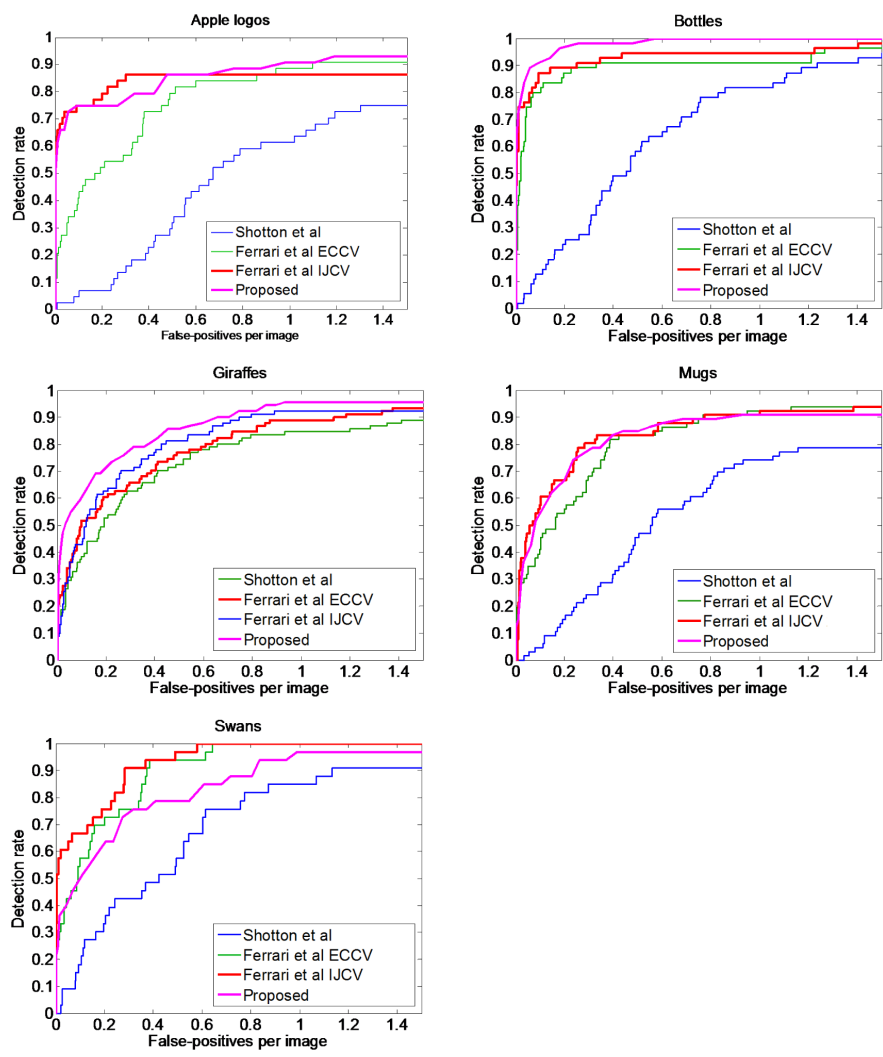 Apple logos
Detection rate
1
0.9
0.8
0.7
0.6
0.5
0.4
0.3
0.2
0.1
0
Shotton et al
Ferrari et al ECCV
Ferrari et al IJCV
Proposed
0 0.2 0.4 0.6 0.8 1 1.2 1.4
False-positives per image
Bottles
Detection rate
1
0.9
0.8
0.7
0.6
0.5
0.4
0.3
0.2
0.1
0
Shotton et al
Ferrari et al ECCV
Ferrari et al IJCV
Proposed
0 0.2 0.4 0.6 0.8 1 1.2 1.4
False-positives per image
Giraffes
Detection rate
1
0.9
0.8
0.7
0.6
0.5
0.4
0.3
0.2
0.1
0
Shotton et al
Ferrari et al ECCV
Ferrari et al IJCV
Proposed
0 0.2 0.4 0.6 0.8 1 1.2 1.4
False-positives per image
Mugs
Detection rate
1
0.9
0.8
0.7
0.6
0.5
0.4
0.3
0.2
0.1
0
Shotton et al
Ferrari et al ECCV
Ferrari et al IJCV
Proposed
0 0.2 0.4 0.6 0.8 1 1.2 1.4
False-positives per image
Swans
Detection rate
1
0.9
0.8
0.7
0.6
0.5
0.4
0.3
0.2
0.1
0
Shotton et al
Ferrari et al ECCV
Ferrari et al IJCV
Proposed
0 0.2 0.4 0.6 0.8 1 1.2 1.4
False-positives per image